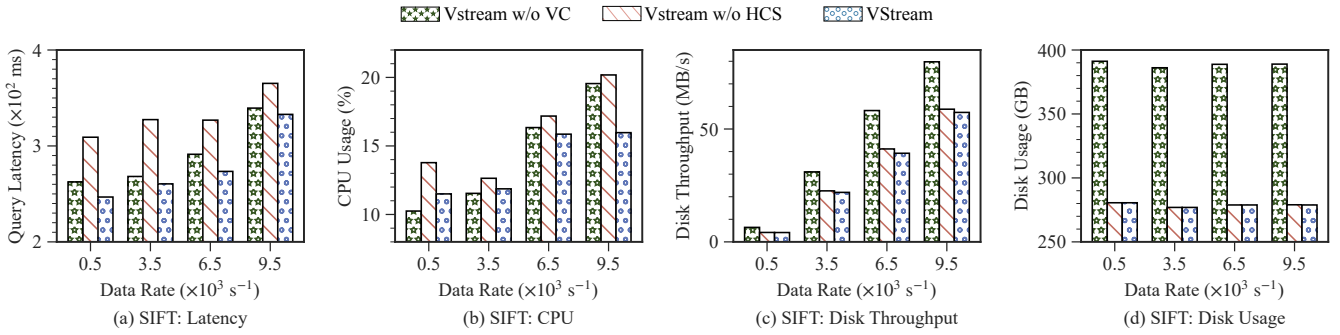 Vstream w/o VC Vstream w/o HCS VStream
Query Latency (×10² ms)
4
3
2
0.5 3.5 6.5 9.5
Data Rate (×10³ s⁻¹)
(a) SIFT: Latency
CPU Usage (%)
20
15
10
0.5 3.5 6.5 9.5
Data Rate (×10³ s⁻¹)
(b) SIFT: CPU
Disk Throughput (MB/s)
50
0
0.5 3.5 6.5 9.5
Data Rate (×10³ s⁻¹)
(c) SIFT: Disk Throughput
Disk Usage (GB)
400
350
300
250
0.5 3.5 6.5 9.5
Data Rate (×10³ s⁻¹)
(d) SIFT: Disk Usage